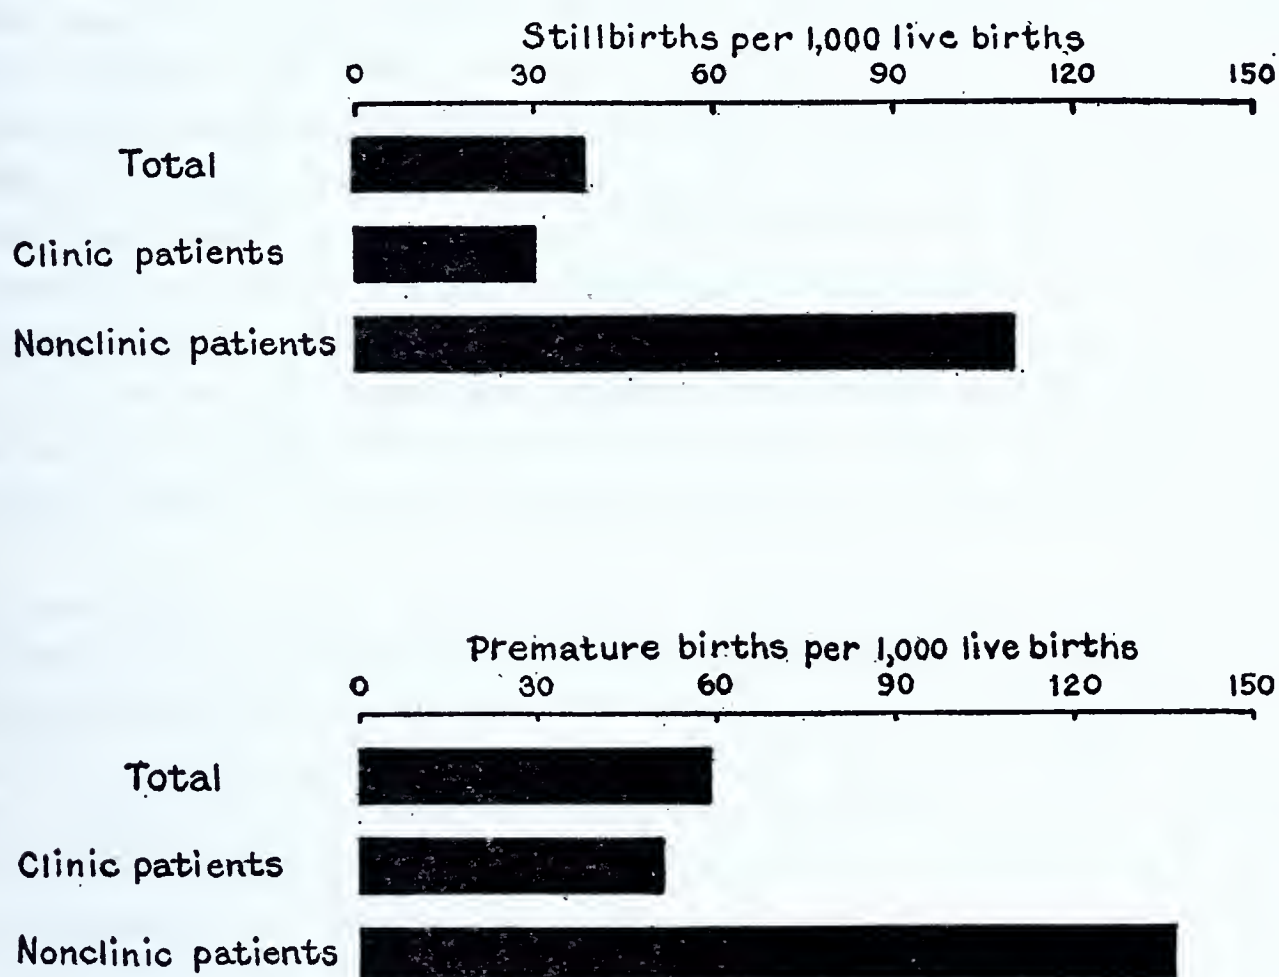 Stillbirths per 1,000 live births
0 30 60 90 120 150
Total
Clinic patients
Nonclinic patients
Premature births per 1,000 live births
0 30 60 90 120 150
Total
Clinic patients
Nonclinic patients